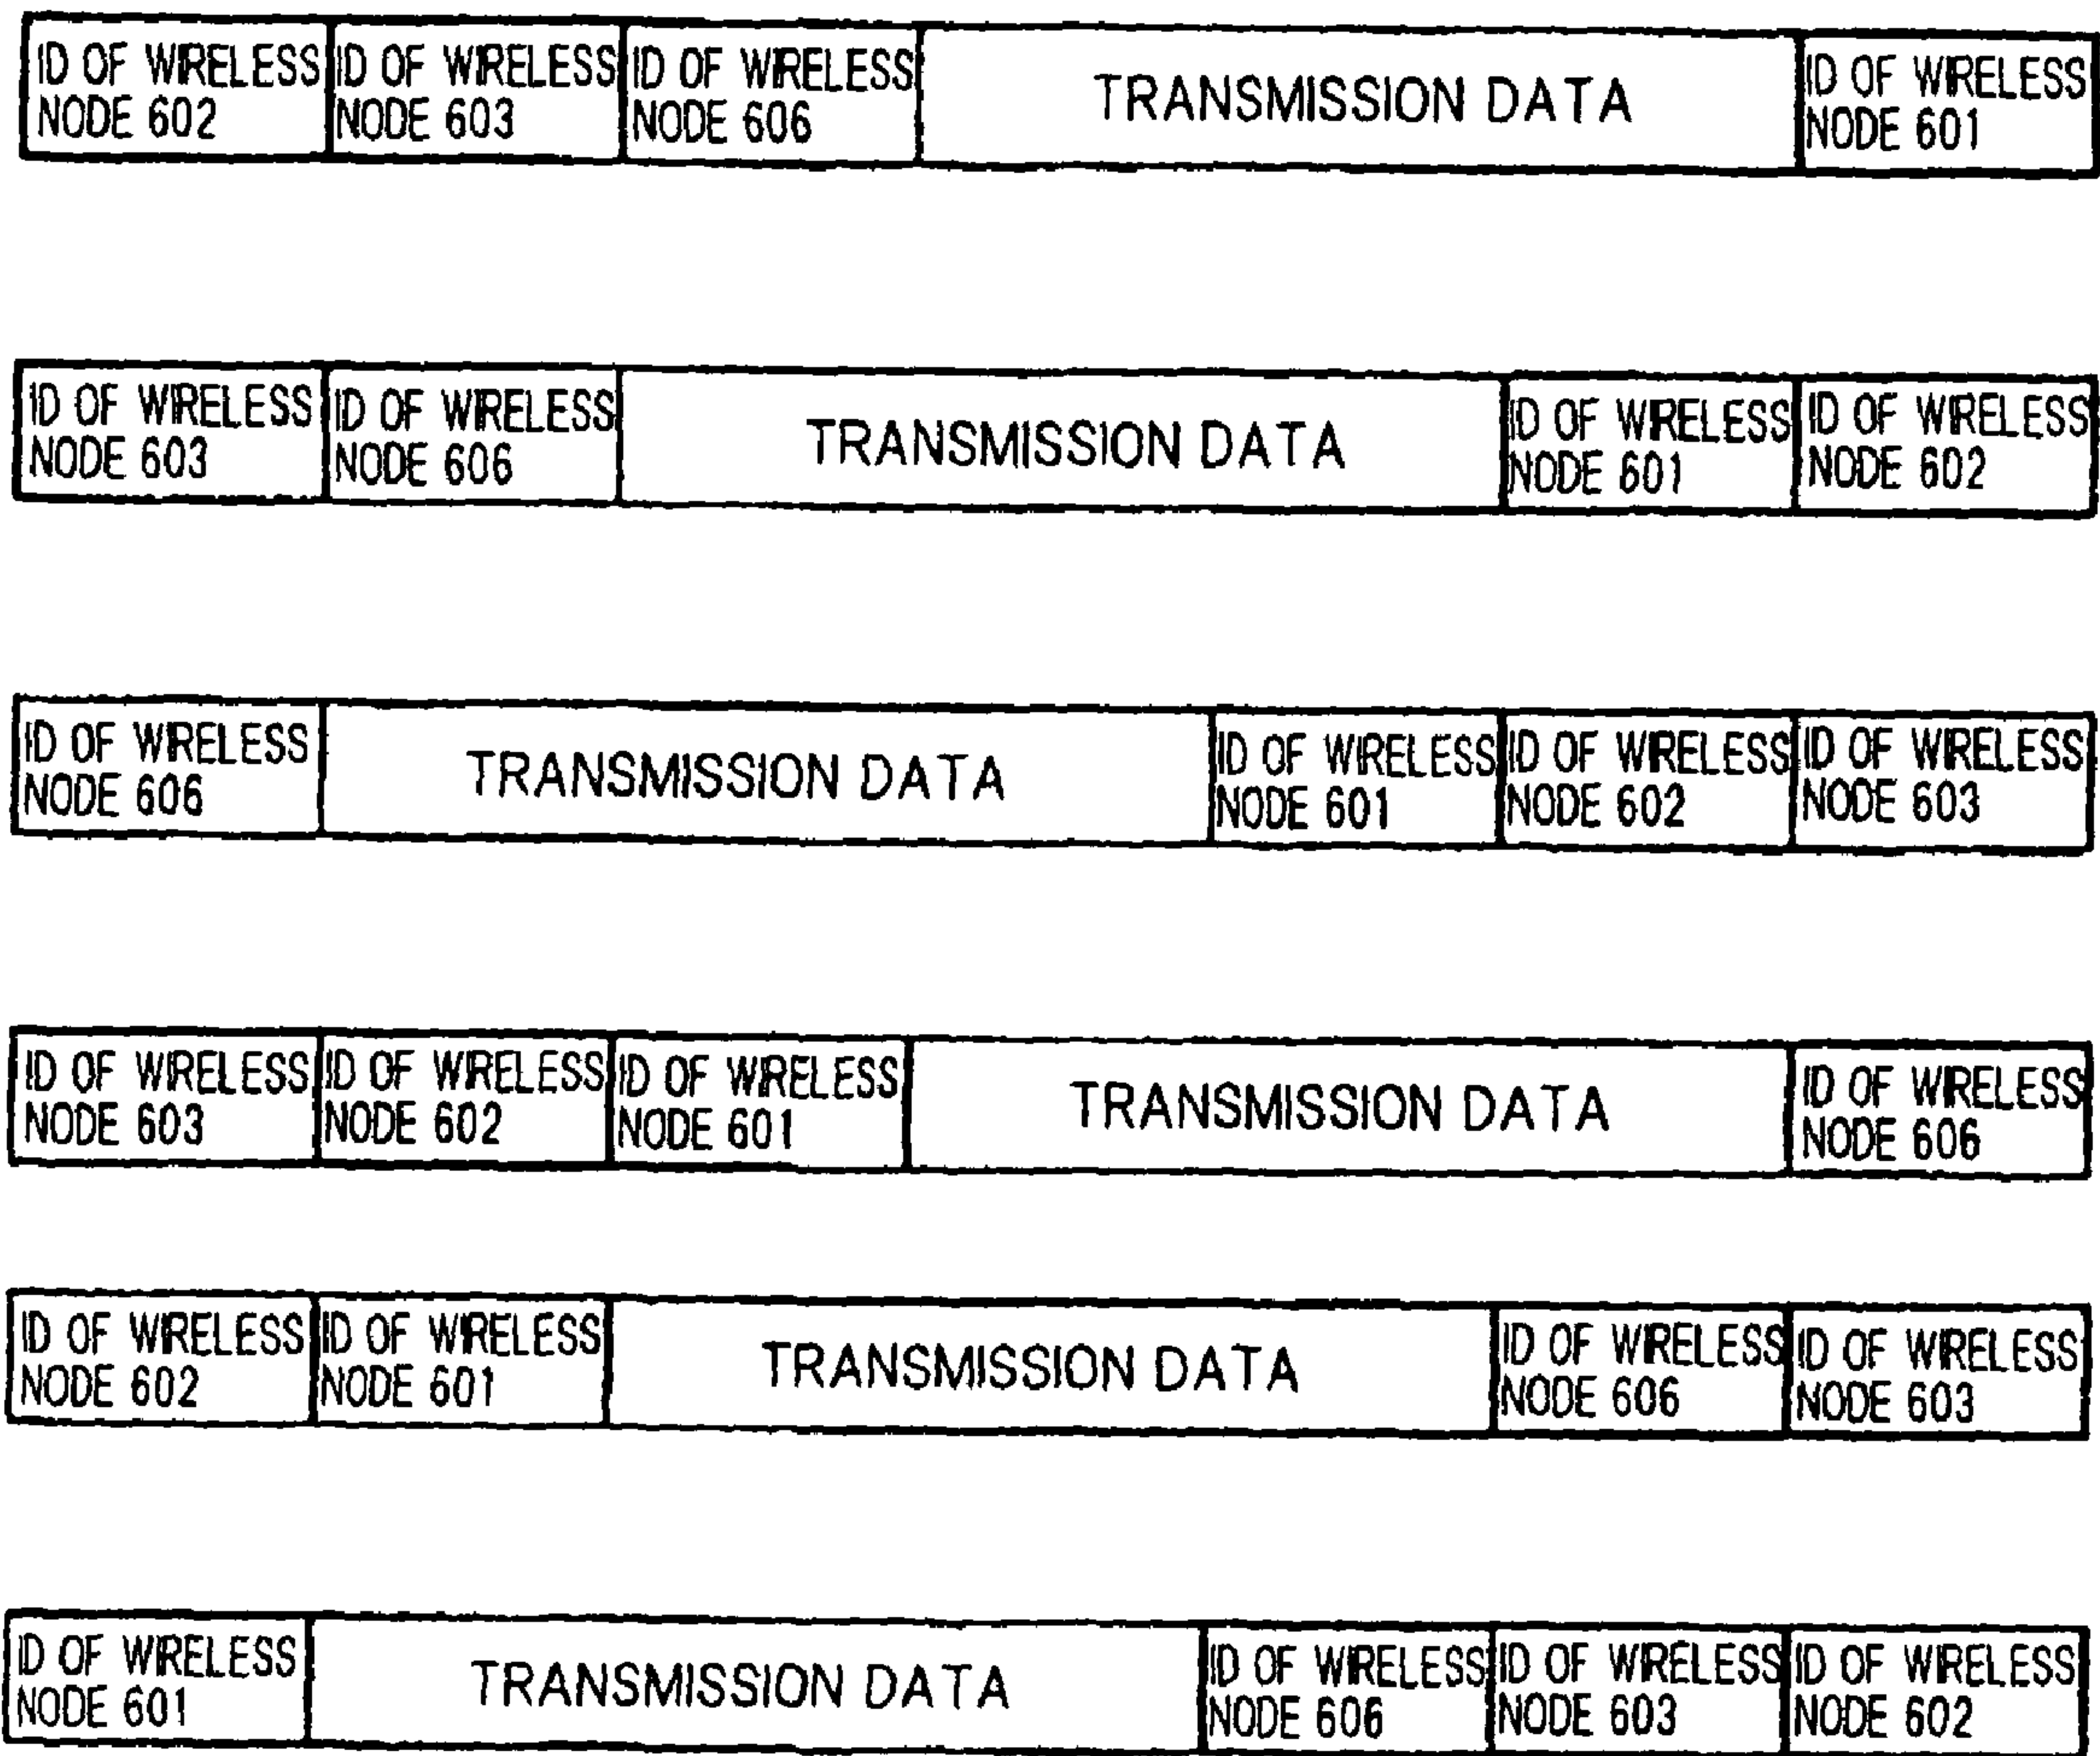 ID OF WIRELESS
NODE 602
ID OF WIRELESS
NODE 603
ID OF WIRELESS
NODE 606
TRANSMISSION DATA
ID OF WIRELESS
NODE 601
ID OF WIRELESS
NODE 603
ID OF WIRELESS
NODE 606
TRANSMISSION DATA
ID OF WIRELESS
NODE 601
ID OF WIRELESS
NODE 602
ID OF WIRELESS
NODE 606
TRANSMISSION DATA
ID OF WIRELESS
NODE 601
ID OF WIRELESS
NODE 602
ID OF WIRELESS
NODE 603
ID OF WIRELESS
NODE 603
ID OF WIRELESS
NODE 602
ID OF WIRELESS
NODE 601
TRANSMISSION DATA
ID OF WIRELESS
NODE 606
ID OF WIRELESS
NODE 602
ID OF WIRELESS
NODE 601
TRANSMISSION DATA
ID OF WIRELESS
NODE 606
ID OF WIRELESS
NODE 603
ID OF WIRELESS
NODE 601
TRANSMISSION DATA
ID OF WIRELESS
NODE 606
ID OF WIRELESS
NODE 603
ID OF WIRELESS
NODE 602